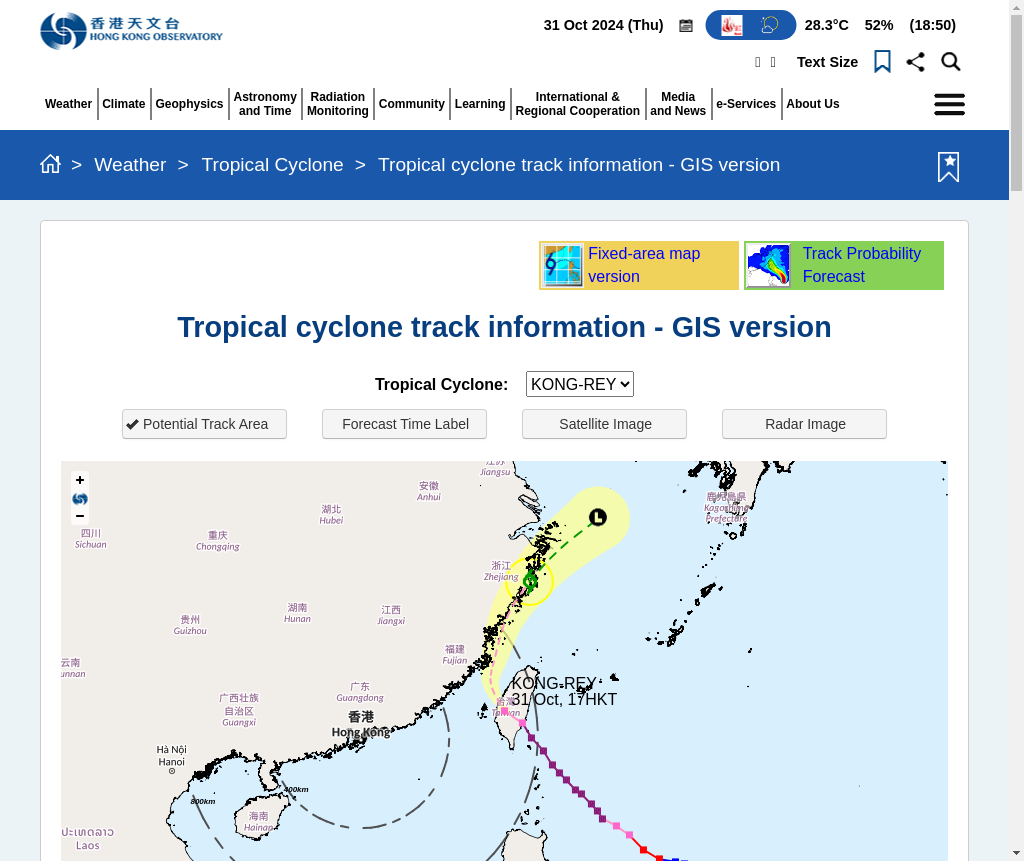 香港天文台
HONG KONG OBSERVATORY
31 Oct 2024 (Thu)
28.3°C 52% (18:50)
Text Size
Weather
Climate
Geophysics
Astronomy
and Time
Radiation
Monitoring
Community
Learning
International &
Regional Cooperation
Media
and News
e-Services
About Us
> Weather > Tropical Cyclone > Tropical cyclone track information - GIS version
Fixed-area map
version
Track Probability
Forecast
Tropical cyclone track information - GIS version
Tropical Cyclone: KONG-REY
Potential Track Area
Forecast Time Label
Satellite Image
Radar Image
+
−
Jiangsu
安徽
Anhui
湖北
Hubei
鹿児島県
Kagoshima
Prefecture
四川
Sichuan
重庆
Chongqing
浙江
Zhejiang
L
湖南
Hunan
江西
Jiangxi
贵州
Guizhou
福建
Fujian
云南
广西壮族
自治区
Guangxi
广东
Guangdong
KONG-REY
31 Oct, 17HKT
香港
Hong Kong
Hà Nội
Hanoi
400km
800km
海南
Hainan
ປະເທດລາວ
Laos